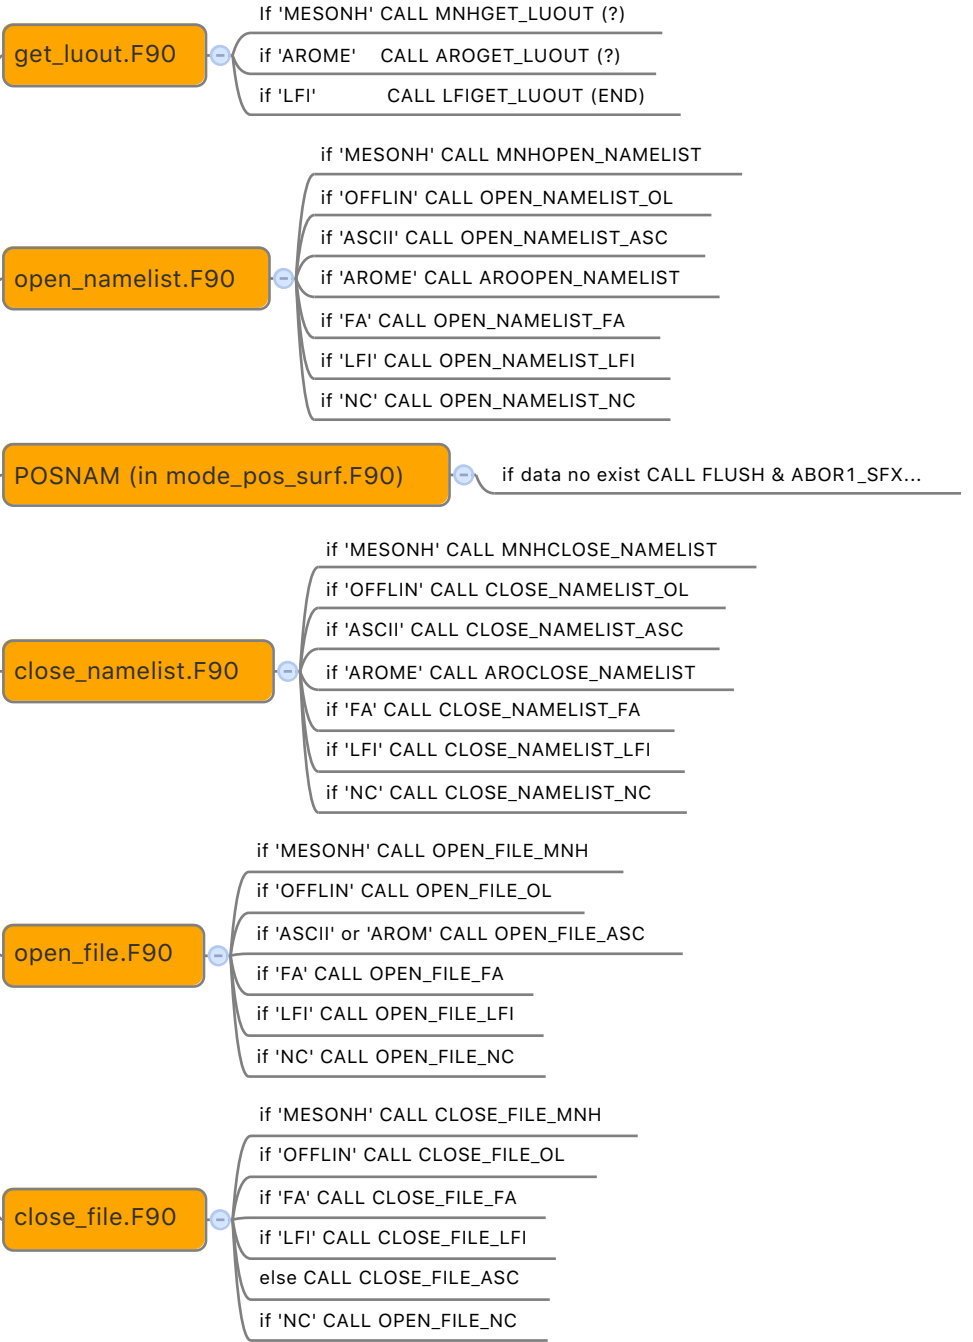 get_luout.F90
If 'MESONH' CALL MNHGET_LUOUT (?)
if 'AROME' CALL AROGET_LUOUT (?)
if 'LFI' CALL LFIGET_LUOUT (END)
open_namelist.F90
if 'MESONH' CALL MNHOPEN_NAMELIST
if 'OFFLIN' CALL OPEN_NAMELIST_OL
if 'ASCII' CALL OPEN_NAMELIST_ASC
if 'AROME' CALL AROOPEN_NAMELIST
if 'FA' CALL OPEN_NAMELIST_FA
if 'LFI' CALL OPEN_NAMELIST_LFI
if 'NC' CALL OPEN_NAMELIST_NC
POSNAM (in mode_pos_surf.F90)
if data no exist CALL FLUSH & ABOR1_SFX...
close_namelist.F90
if 'MESONH' CALL MNHCLOSE_NAMELIST
if 'OFFLIN' CALL CLOSE_NAMELIST_OL
if 'ASCII' CALL CLOSE_NAMELIST_ASC
if 'AROME' CALL AROCLOSE_NAMELIST
if 'FA' CALL CLOSE_NAMELIST_FA
if 'LFI' CALL CLOSE_NAMELIST_LFI
if 'NC' CALL CLOSE_NAMELIST_NC
open_file.F90
if 'MESONH' CALL OPEN_FILE_MNH
if 'OFFLIN' CALL OPEN_FILE_OL
if 'ASCII' or 'AROM' CALL OPEN_FILE_ASC
if 'FA' CALL OPEN_FILE_FA
if 'LFI' CALL OPEN_FILE_LFI
if 'NC' CALL OPEN_FILE_NC
close_file.F90
if 'MESONH' CALL CLOSE_FILE_MNH
if 'OFFLIN' CALL CLOSE_FILE_OL
if 'FA' CALL CLOSE_FILE_FA
if 'LFI' CALL CLOSE_FILE_LFI
else CALL CLOSE_FILE_ASC
if 'NC' CALL OPEN_FILE_NC